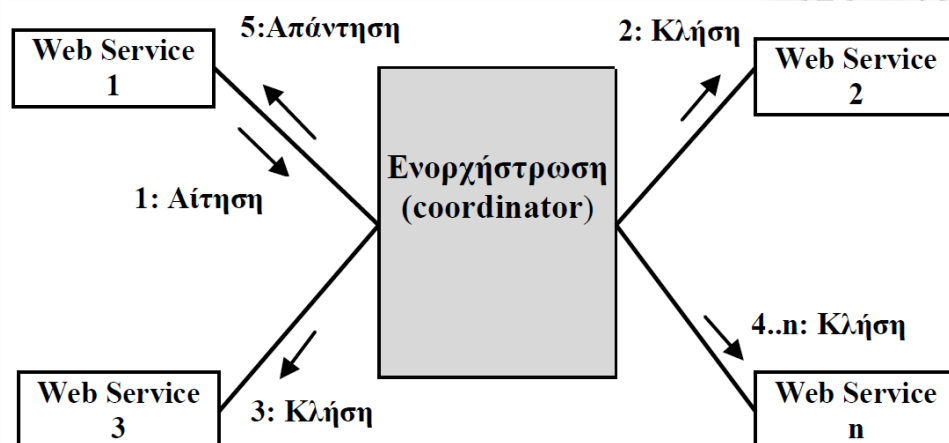 5:Απάντηση
2: Κλήση
Web Service
1
Web Service
2
Ενορχήστρωση
(coordinator)
1: Αίτηση
4..n: Κλήση
Web Service
3
3: Κλήση
Web Service
n